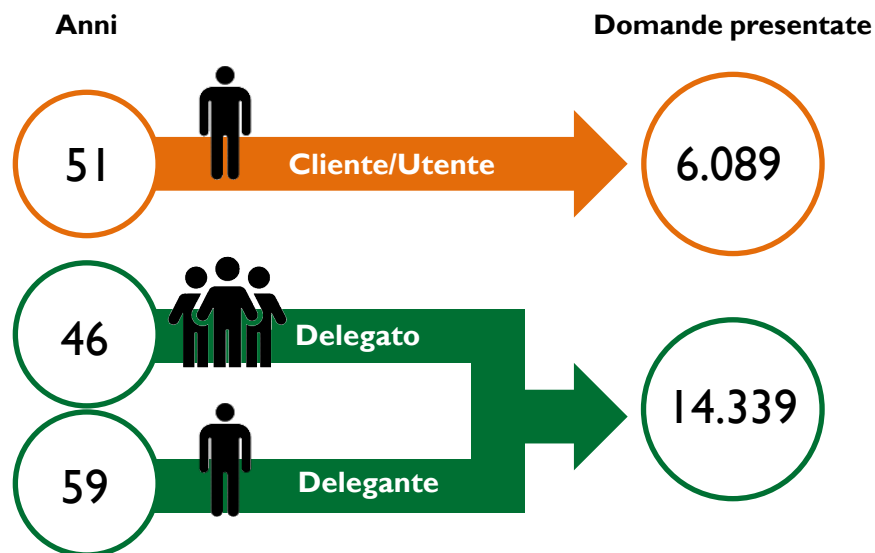 Anni
Domande presentate
51
Cliente/Utente
6.089
46
Delegato
14.339
59
Delegante